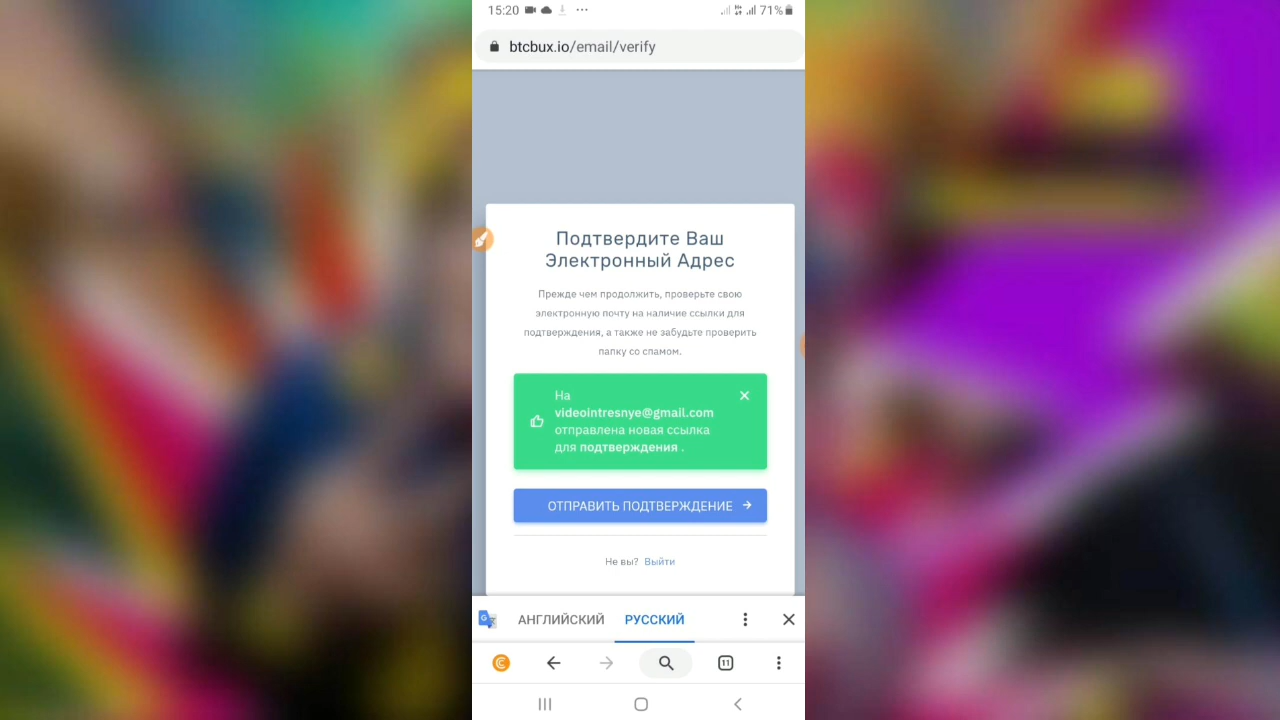 15:20 71%
btcbux.io/email/verify
Подтвердите Ваш
Электронный Адрес
Прежде чем продолжить, проверьте свою
электронную почту на наличие ссылки для
подтверждения, а также не забудьте проверить
папку со спамом.
На
videointresnye@gmail.com
отправлена новая ссылка
для подтверждения .
ОТПРАВИТЬ ПОДТВЕРЖДЕНИЕ
Не вы? Выйти
АНГЛИЙСКИЙ РУССКИЙ
11